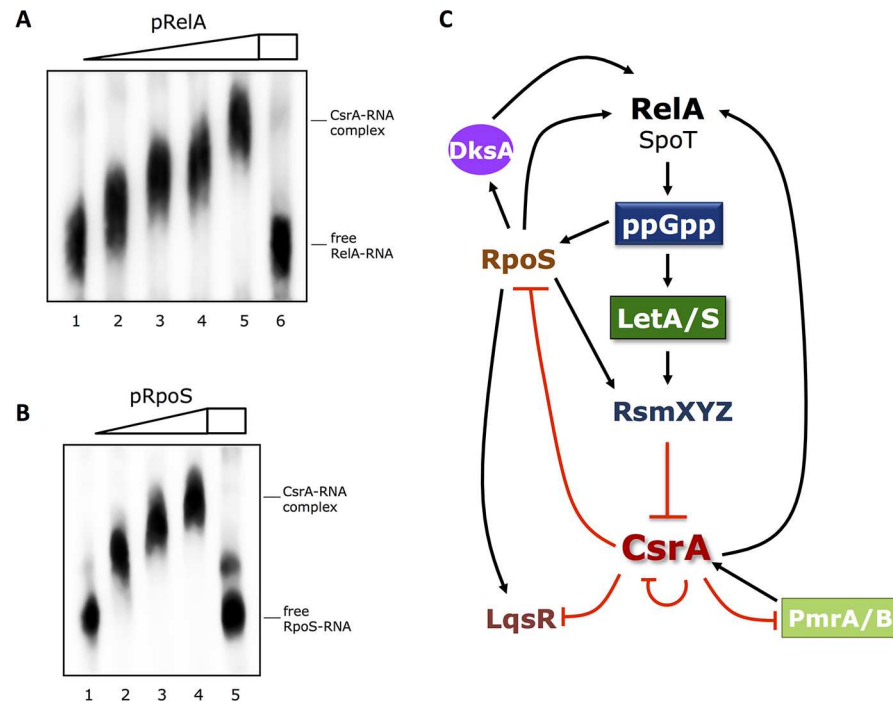 A
pRelA
CsrA-RNA
complex
free
RelA-RNA
1 2 3 4 5 6
B
pRpoS
CsrA-RNA
complex
free
RpoS-RNA
1 2 3 4 5
C
RelA
SpoT
DksA
ppGpp
RpoS
LetA/S
RsmXYZ
CsrA
LqsR
PmrA/B